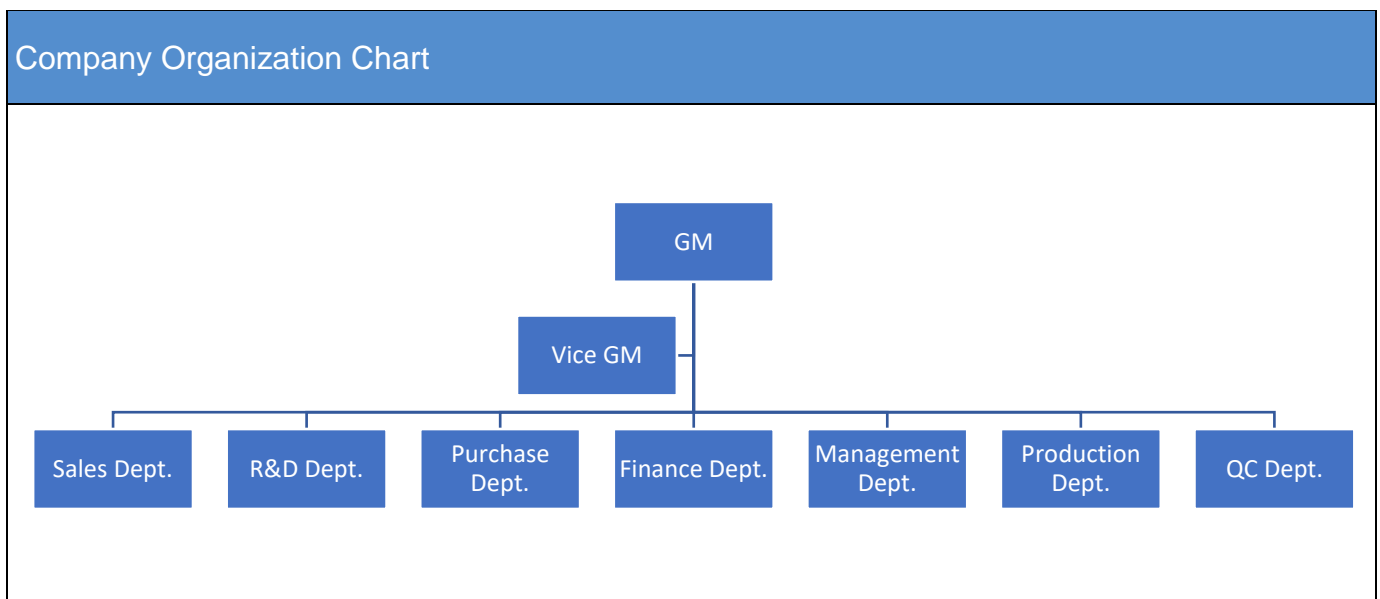 Company Organization Chart
GM
Vice GM
Sales Dept.
R&D Dept.
Purchase
Dept.
Finance Dept.
Management
Dept.
Production
Dept.
QC Dept.